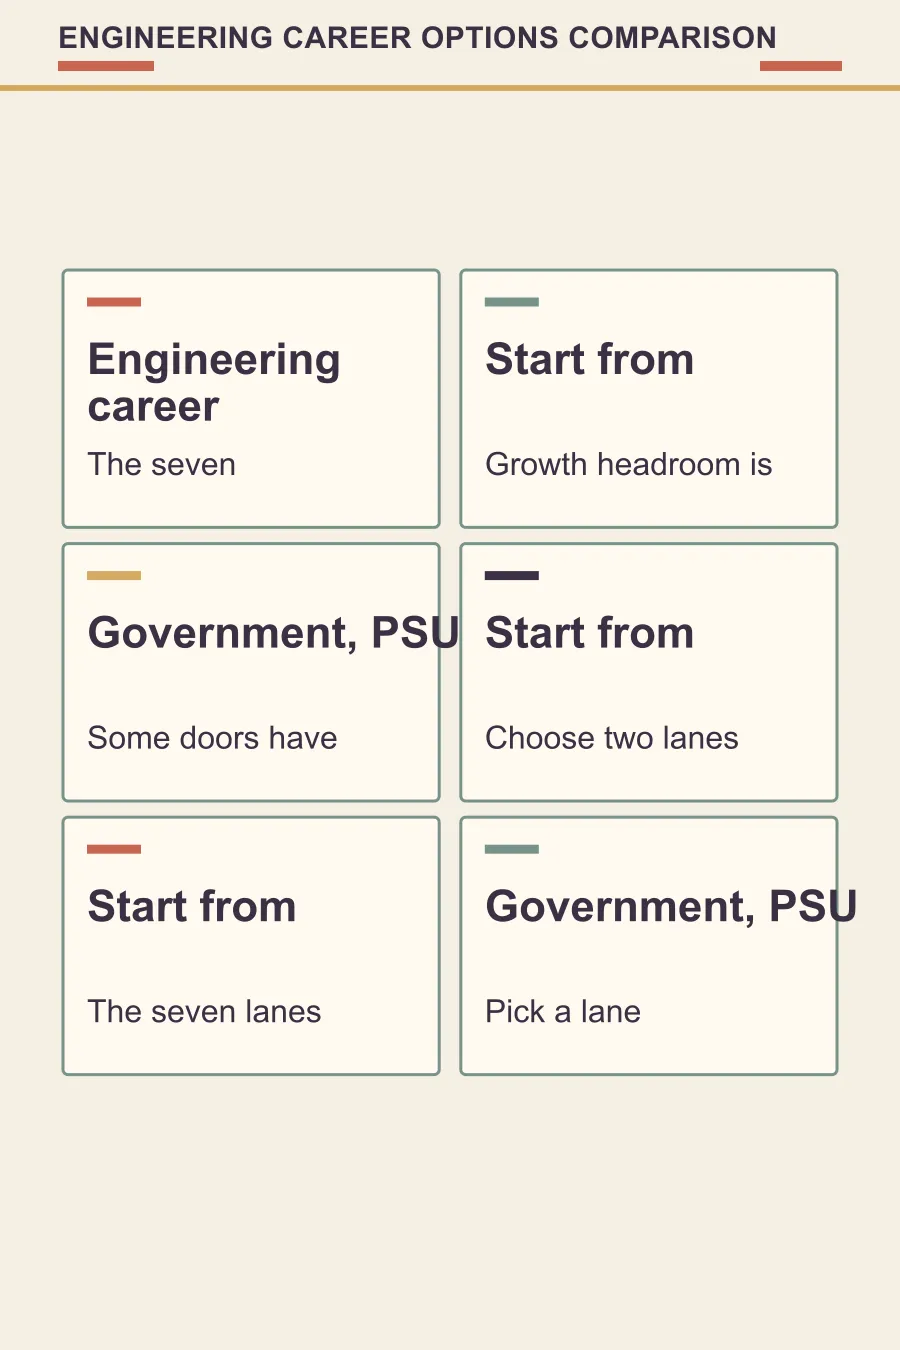 ENGINEERING CAREER OPTIONS COMPARISON
Engineering
career
The seven
Start from
Growth headroom is
Government, PSU
Some doors have
Start from
Choose two lanes
Start from
The seven lanes
Government, PSU
Pick a lane